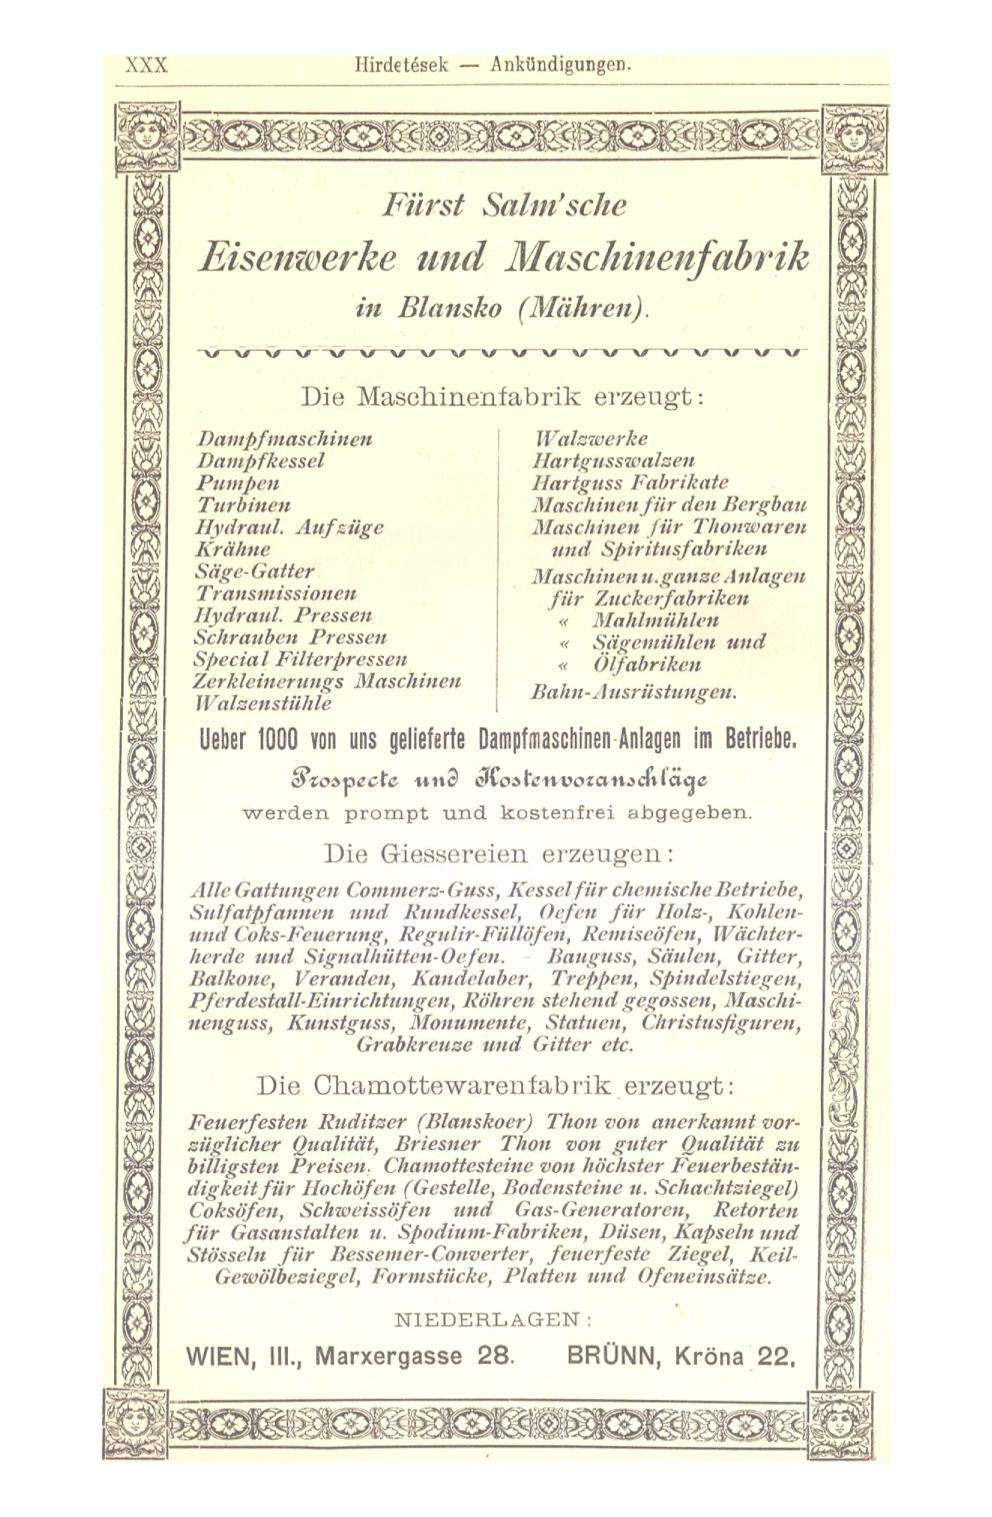 XXX Hirdetések — Ankündigungen.
Fürst Salm'sche
Eisenwerke und Maschinenfabrik
in Blansko (Mähren).
Die Maschinenfabrik erzeugt:
Dampfmaschinen
Dampfkessel
Pumpen
Turbinen
Hydraul. Aufzüge
Krähne
Säge-Gatter
Transmissionen
Hydraul. Pressen
Schrauben Pressen
Special Filterpressen
Zerkleinerungs Maschinen
Walzenstühle
Walzwerke
Hartgusswalzen
Hartguss Fabrikate
Maschinen für den Bergbau
Maschinen für Thonwaren
und Spiritusfabriken
Maschinen u. ganze Anlagen
für Zuckerfabriken
« Mahlmühlen
« Sägemühlen und
« Ölfabriken
Bahn-Ausrüstungen.
Ueber 1000 von uns gelieferte Dampfmaschinen-Anlagen im Betriebe.
Prospecte und Kostenvoranschläge
werden prompt und kostenfrei abgegeben.
Die Giessereien erzeugen:
Alle Gattungen Commerz-Guss, Kessel für chemische Betriebe,
Sulfatpfannen und Rundkessel, Oefen für Holz-, Kohlen-
und Coks-Feuerung, Regulir-Füllöfen, Remiseöfen, Wächter-
herde und Signalhütten-Oefen. - Bauguss, Säulen, Gitter,
Balkone, Veranden, Kandelaber, Treppen, Spindelstiegen,
Pferdestall-Einrichtungen, Röhren stehend gegossen, Maschi-
nenguss, Kunstguss, Monumente, Statuen, Christusfiguren,
Grabkreuze und Gitter etc.
Die Chamottewarenfabrik erzeugt:
Feuerfesten Ruditzer (Blanskoer) Thon von anerkannt vor-
züglicher Qualität, Briesner Thon von guter Qualität zu
billigsten Preisen. Chamottesteine von höchster Feuerbestän-
digkeit für Hochöfen (Gestelle, Bodensteine u. Schachtziegel)
Coksöfen, Schweissöfen und Gas-Generatoren, Retorten
für Gasanstalten u. Spodium-Fabriken, Düsen, Kapseln und
Stösseln für Bessemer-Converter, feuerfeste Ziegel, Keil-
Gewölbeziegel, Formstücke, Platten und Ofeneinsätze.
NIEDERLAGEN:
WIEN, III., Marxergasse 28. BRÜNN, Kröna 22.